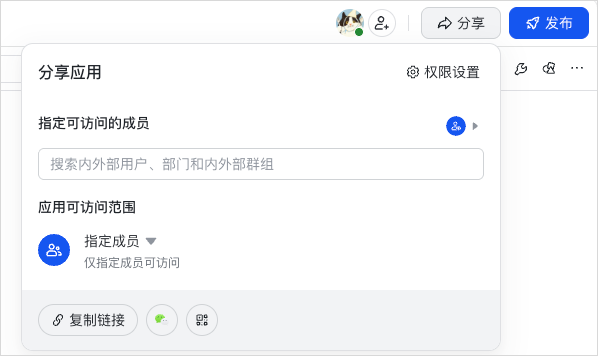 分享
发布
分享应用
权限设置
指定可访问的成员
搜索内外部用户、部门和内外部群组
应用可访问范围
指定成员
仅指定成员可访问
复制链接